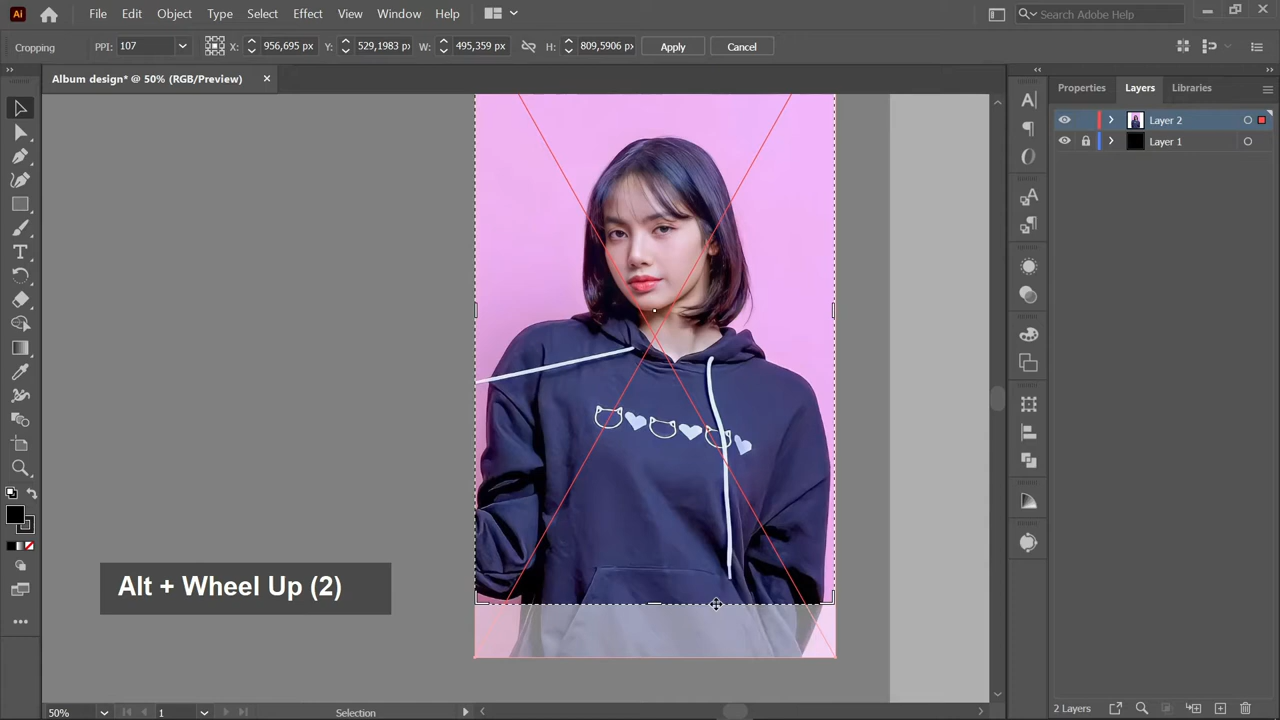 Ai File Edit Object Type Select Effect View Window Help Search Adobe Help
Cropping PPI: 107 X: 956,695 px Y: 529,1983 px W: 495,359 px H: 809,5906 px Apply Cancel
Album design* @ 50% (RGB/Preview) ×
Properties Layers Libraries
Layer 2
Layer 1
Alt + Wheel Up (2)
50% 1 Selection
2 Layers